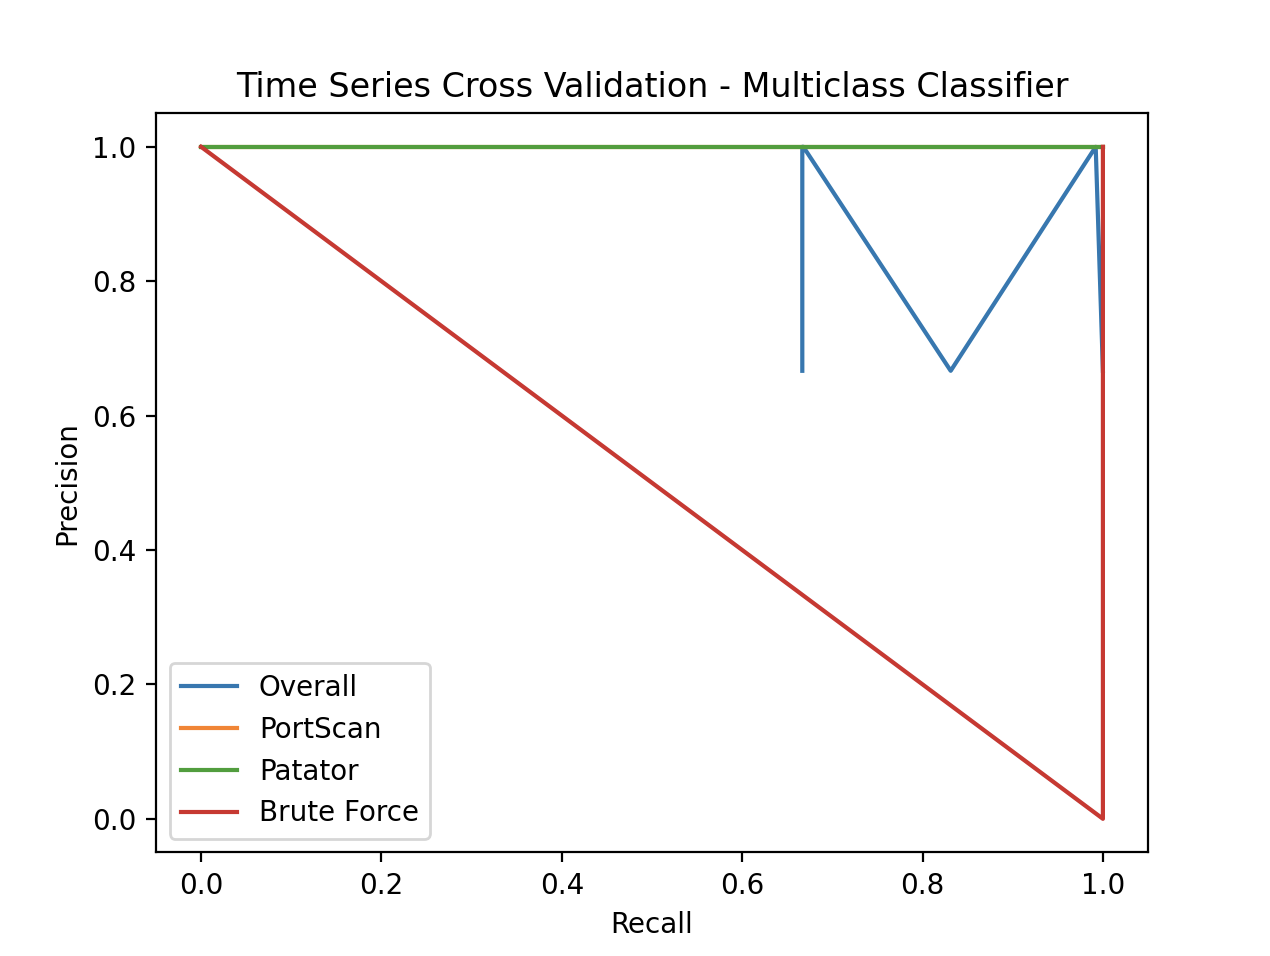 Time Series Cross Validation - Multiclass Classifier
1.0
0.8
0.6
0.4
0.2
0.0
Precision
Overall
PortScan
Patator
Brute Force
0.0 0.2 0.4 0.6 0.8 1.0
Recall